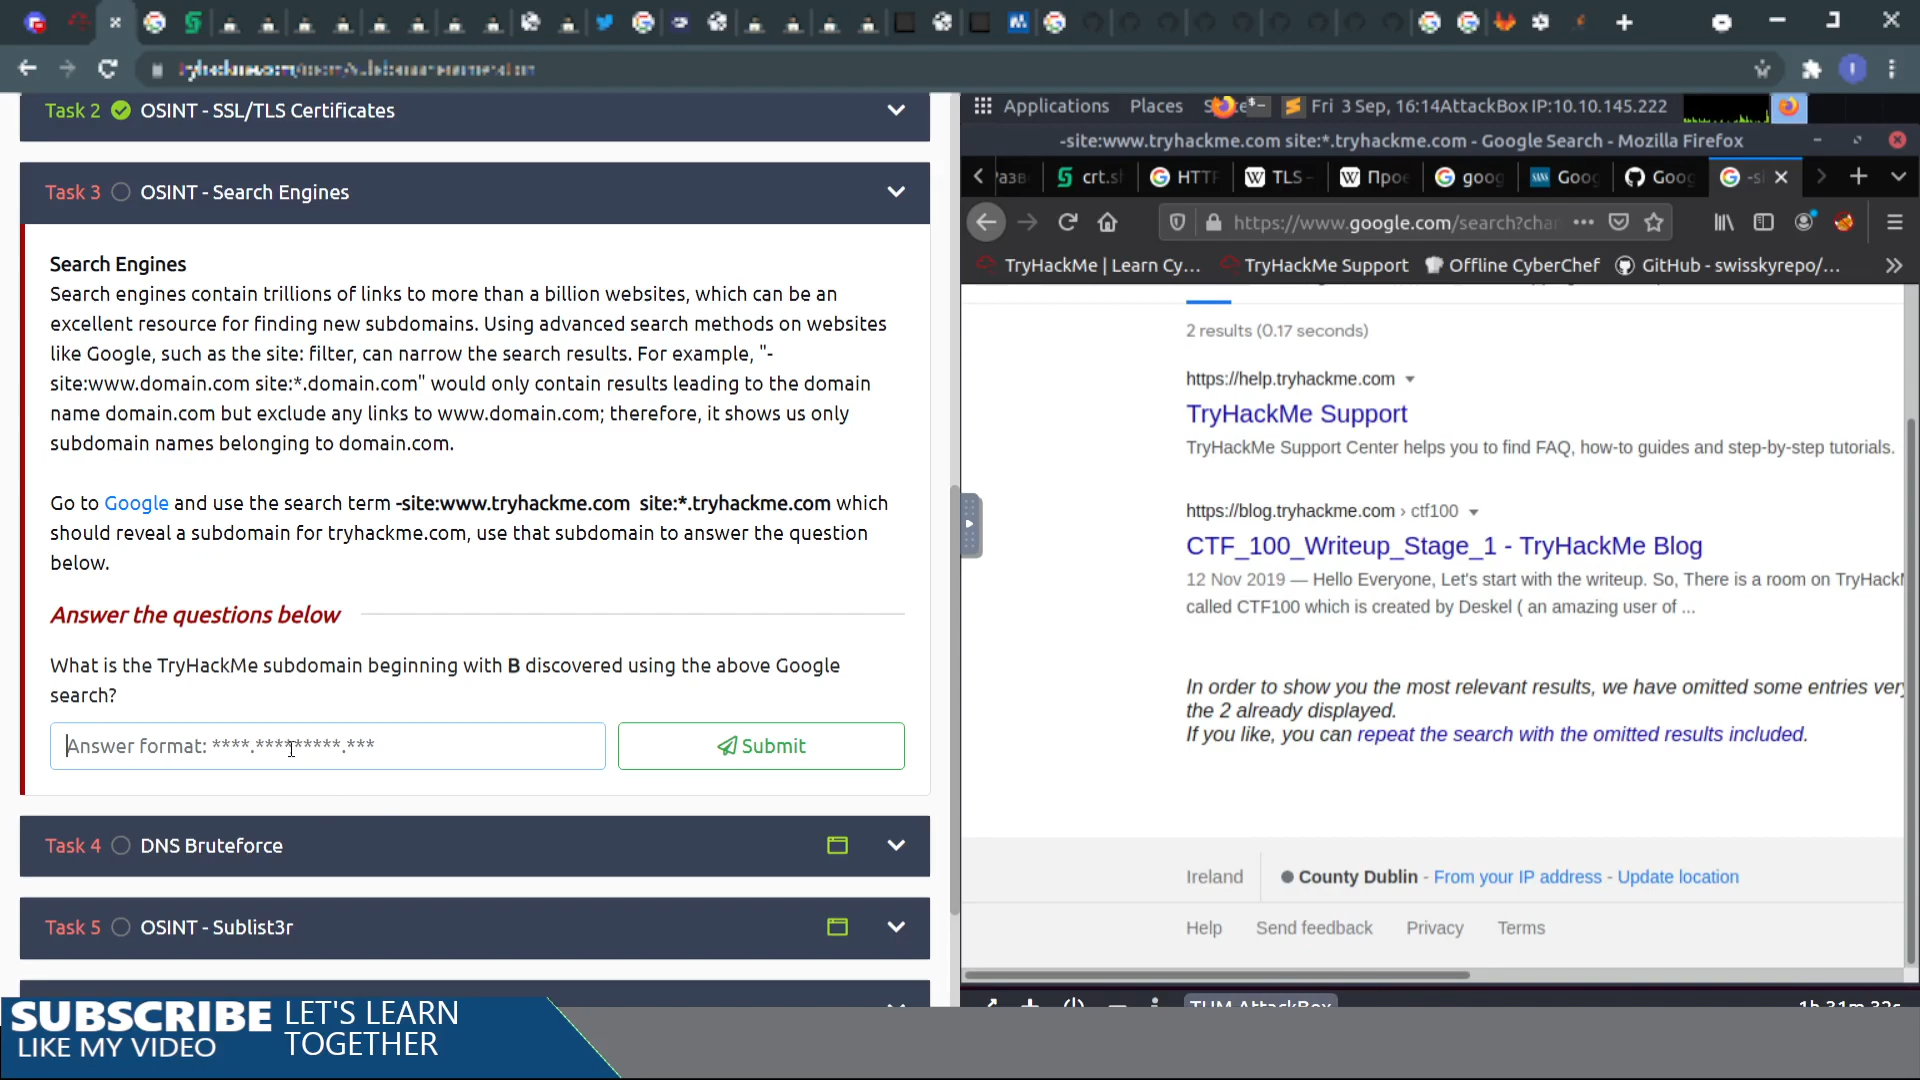 Task 2 OSINT - SSL/TLS Certificates
Task 3 OSINT - Search Engines
Search Engines
Search engines contain trillions of links to more than a billion websites, which can be an
excellent resource for finding new subdomains. Using advanced search methods on websites
like Google, such as the site: filter, can narrow the search results. For example, "-
site:www.domain.com site:*.domain.com" would only contain results leading to the domain
name domain.com but exclude any links to www.domain.com; therefore, it shows us only
subdomain names belonging to domain.com.
Go to Google and use the search term -site:www.tryhackme.com site:*.tryhackme.com which
should reveal a subdomain for tryhackme.com, use that subdomain to answer the question
below.
Answer the questions below
What is the TryHackMe subdomain beginning with B discovered using the above Google
search?
Answer format: ****.*********.***
Submit
Task 4 DNS Bruteforce
Task 5 OSINT - Sublist3r
SUBSCRIBE
LIKE MY VIDEO
LET'S LEARN
TOGETHER
Applications Places Fri 3 Sep, 16:14 AttackBox IP:10.10.145.222
-site:www.tryhackme.com site:*.tryhackme.com - Google Search - Mozilla Firefox
crt.sh HTTP TLS - Прое goog Goog Goog -si
https://www.google.com/search?cha
TryHackMe | Learn Cy... TryHackMe Support Offline CyberChef GitHub - swisskyrepo/...
2 results (0.17 seconds)
https://help.tryhackme.com
TryHackMe Support
TryHackMe Support Center helps you to find FAQ, how-to guides and step-by-step tutorials.
https://blog.tryhackme.com › ctf100
CTF_100_Writeup_Stage_1 - TryHackMe Blog
12 Nov 2019 — Hello Everyone, Let's start with the writeup. So, There is a room on TryHack
called CTF100 which is created by Deskel ( an amazing user of ...
In order to show you the most relevant results, we have omitted some entries ver
the 2 already displayed.
If you like, you can repeat the search with the omitted results included.
Ireland County Dublin - From your IP address - Update location
Help Send feedback Privacy Terms
THM AttackBox
1h 31m 32s